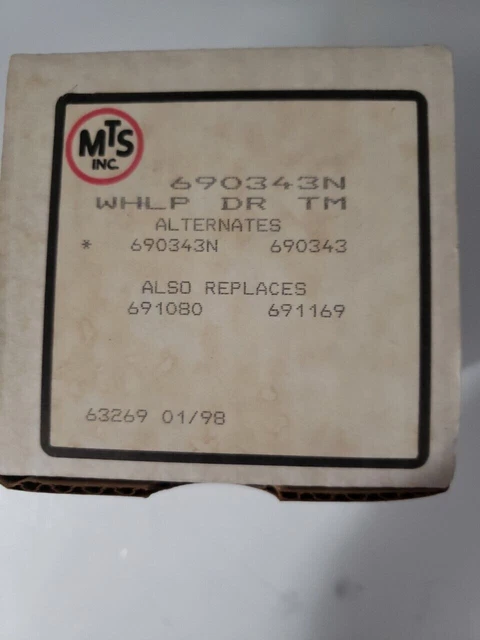 MTS
INC.
690343N
WHLP DR TM
ALTERNATES
* 690343N 690343
ALSO REPLACES
691080 691169
63269 01/98